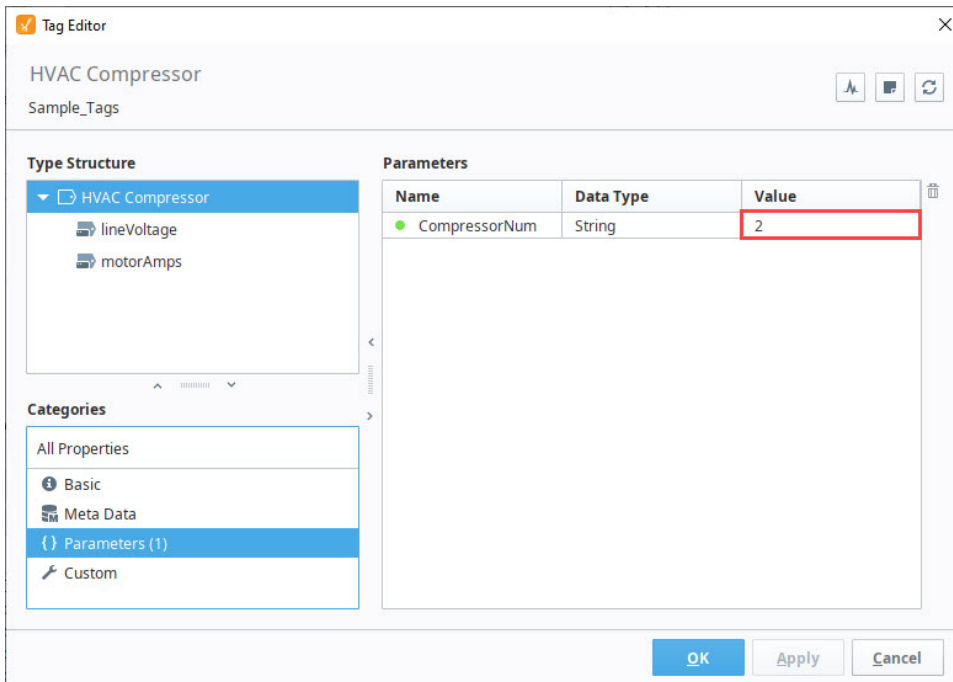 Tag Editor
HVAC Compressor
Sample_Tags
Type Structure
HVAC Compressor
lineVoltage
motorAmps
Categories
All Properties
Basic
Meta Data
{ } Parameters (1)
Custom
Parameters
Name Data Type Value
CompressorNum String 2
OK Apply Cancel